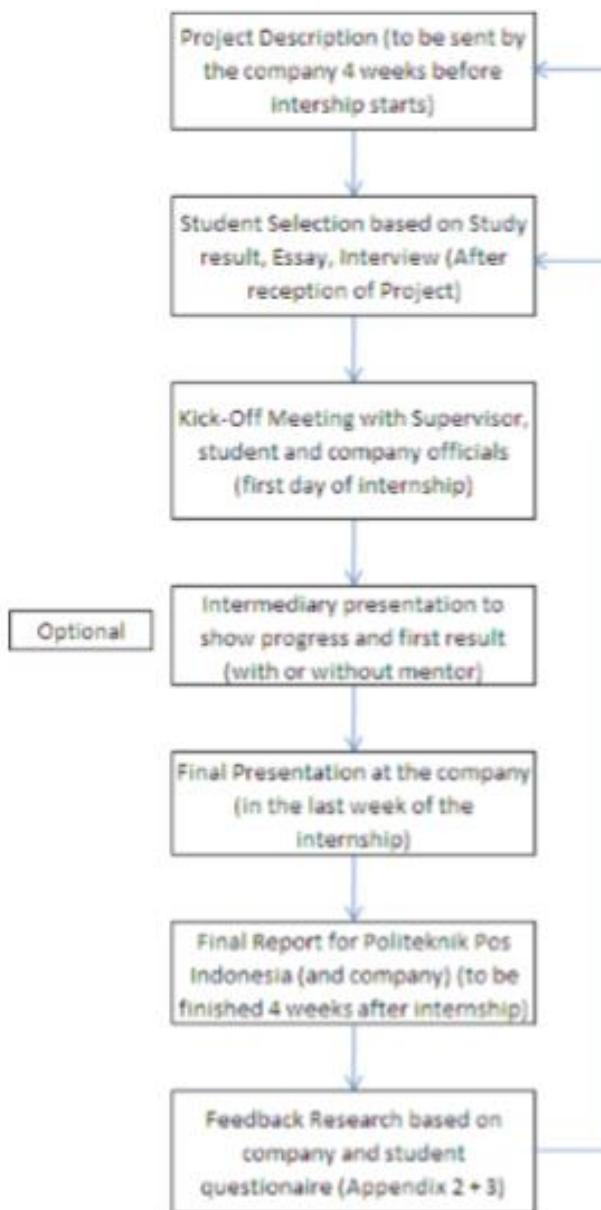 Project Description (to be sent by
the company 4 weeks before
intership starts)
Student Selection based on Study
result, Essay, Interview (After
reception of Project)
Kick-Off Meeting with Supervisor,
student and company officials
(first day of internship)
Optional
Intermediary presentation to
show progress and first result
(with or without mentor)
Final Presentation at the company
(in the last week of the
internship)
Final Report for Politeknik Pos
Indonesia (and company) (to be
finished 4 weeks after internship)
Feedback Research based on
company and student
questionaire (Appendix 2 + 3)